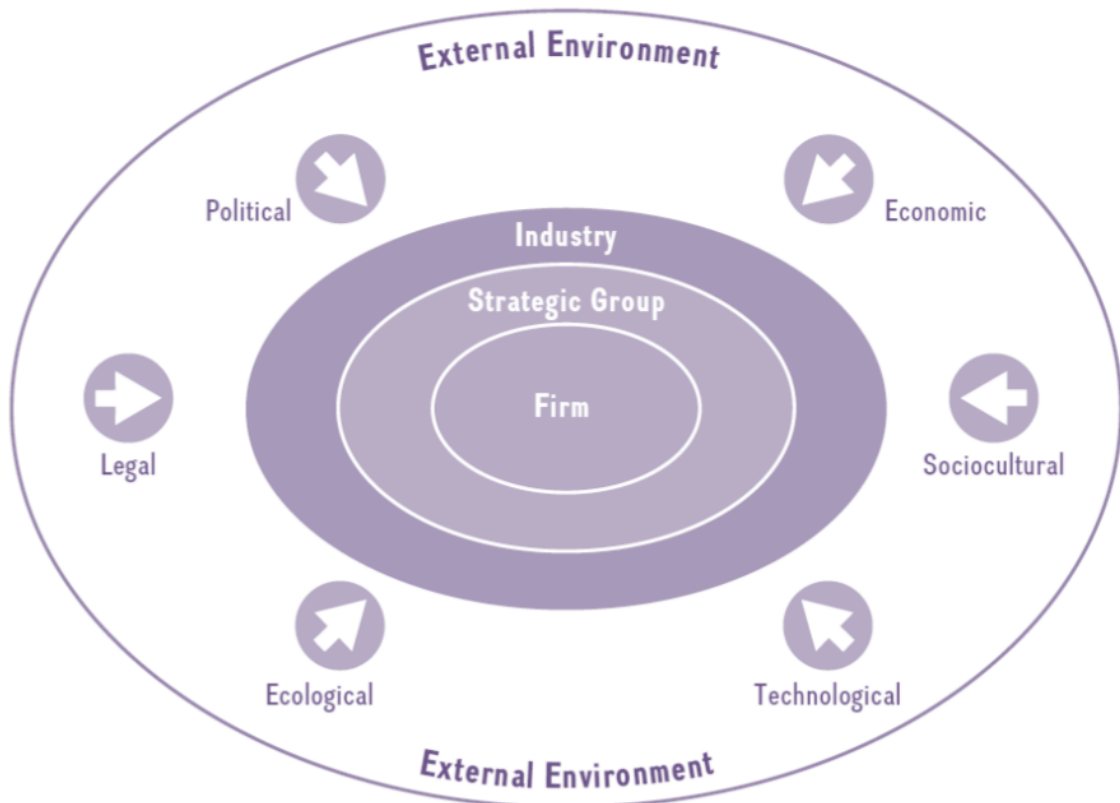 External Environment
Political
Economic
Industry
Strategic Group
Firm
Legal
Sociocultural
Ecological
Technological
External Environment